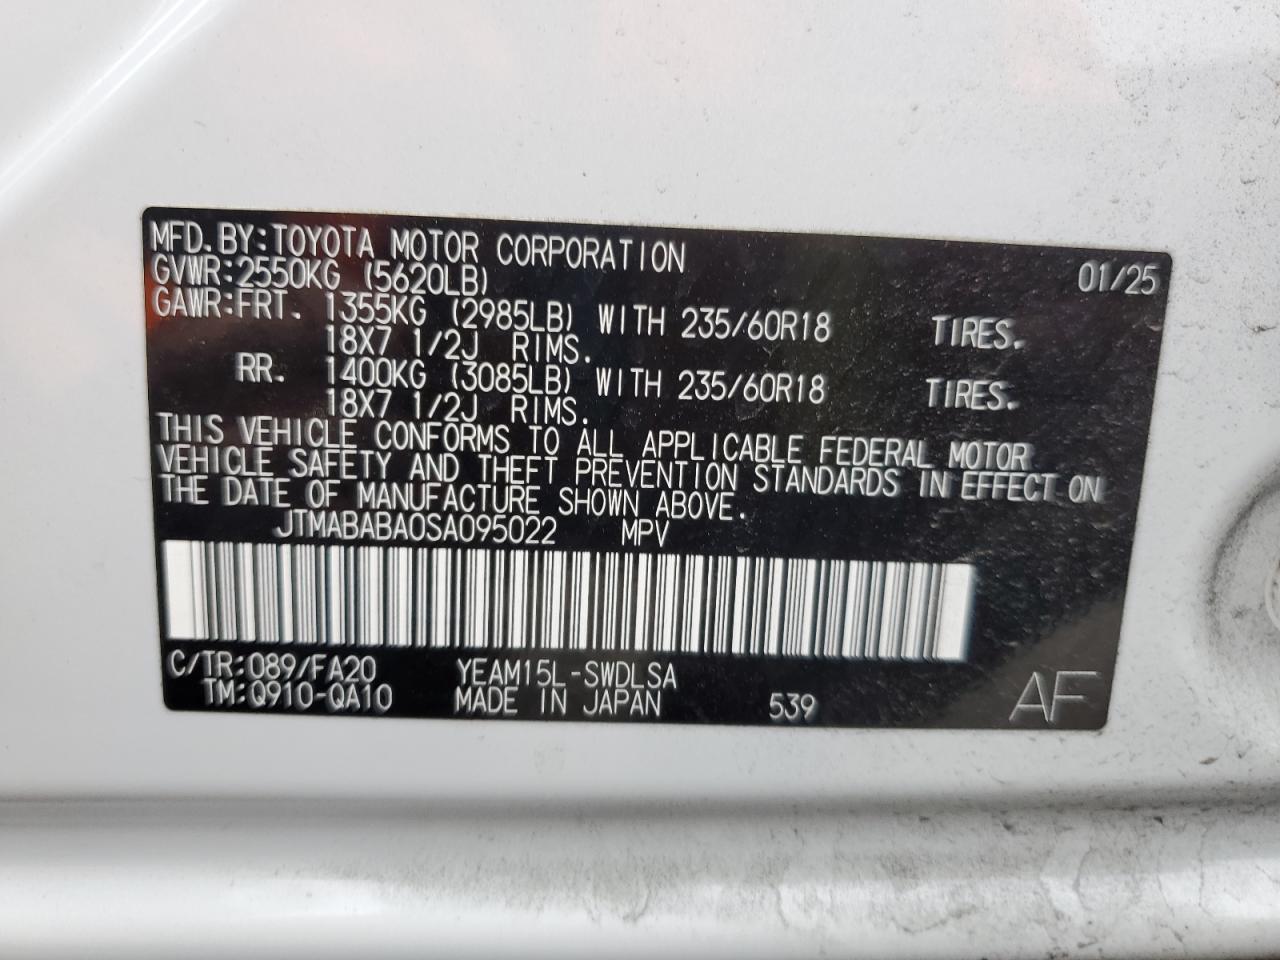 MFD. BY: TOYOTA MOTOR CORPORATION 01/25
GVWR: 2550KG (5620LB)
GAWR: FRT. 1355KG (2985LB) WITH 235/60R18 TIRES.
18X7 1/2J RIMS.
RR. 1400KG (3085LB) WITH 235/60R18 TIRES.
18X7 1/2J RIMS.
THIS VEHICLE CONFORMS TO ALL APPLICABLE FEDERAL MOTOR
VEHICLE SAFETY AND THEFT PREVENTION STANDARDS IN EFFECT ON
THE DATE OF MANUFACTURE SHOWN ABOVE.
JTMABABA0SA095022 MPV
C/TR: 089/FA20 YEAM15L-SWDLSA
TM: Q910-QA10 MADE IN JAPAN 539 AF